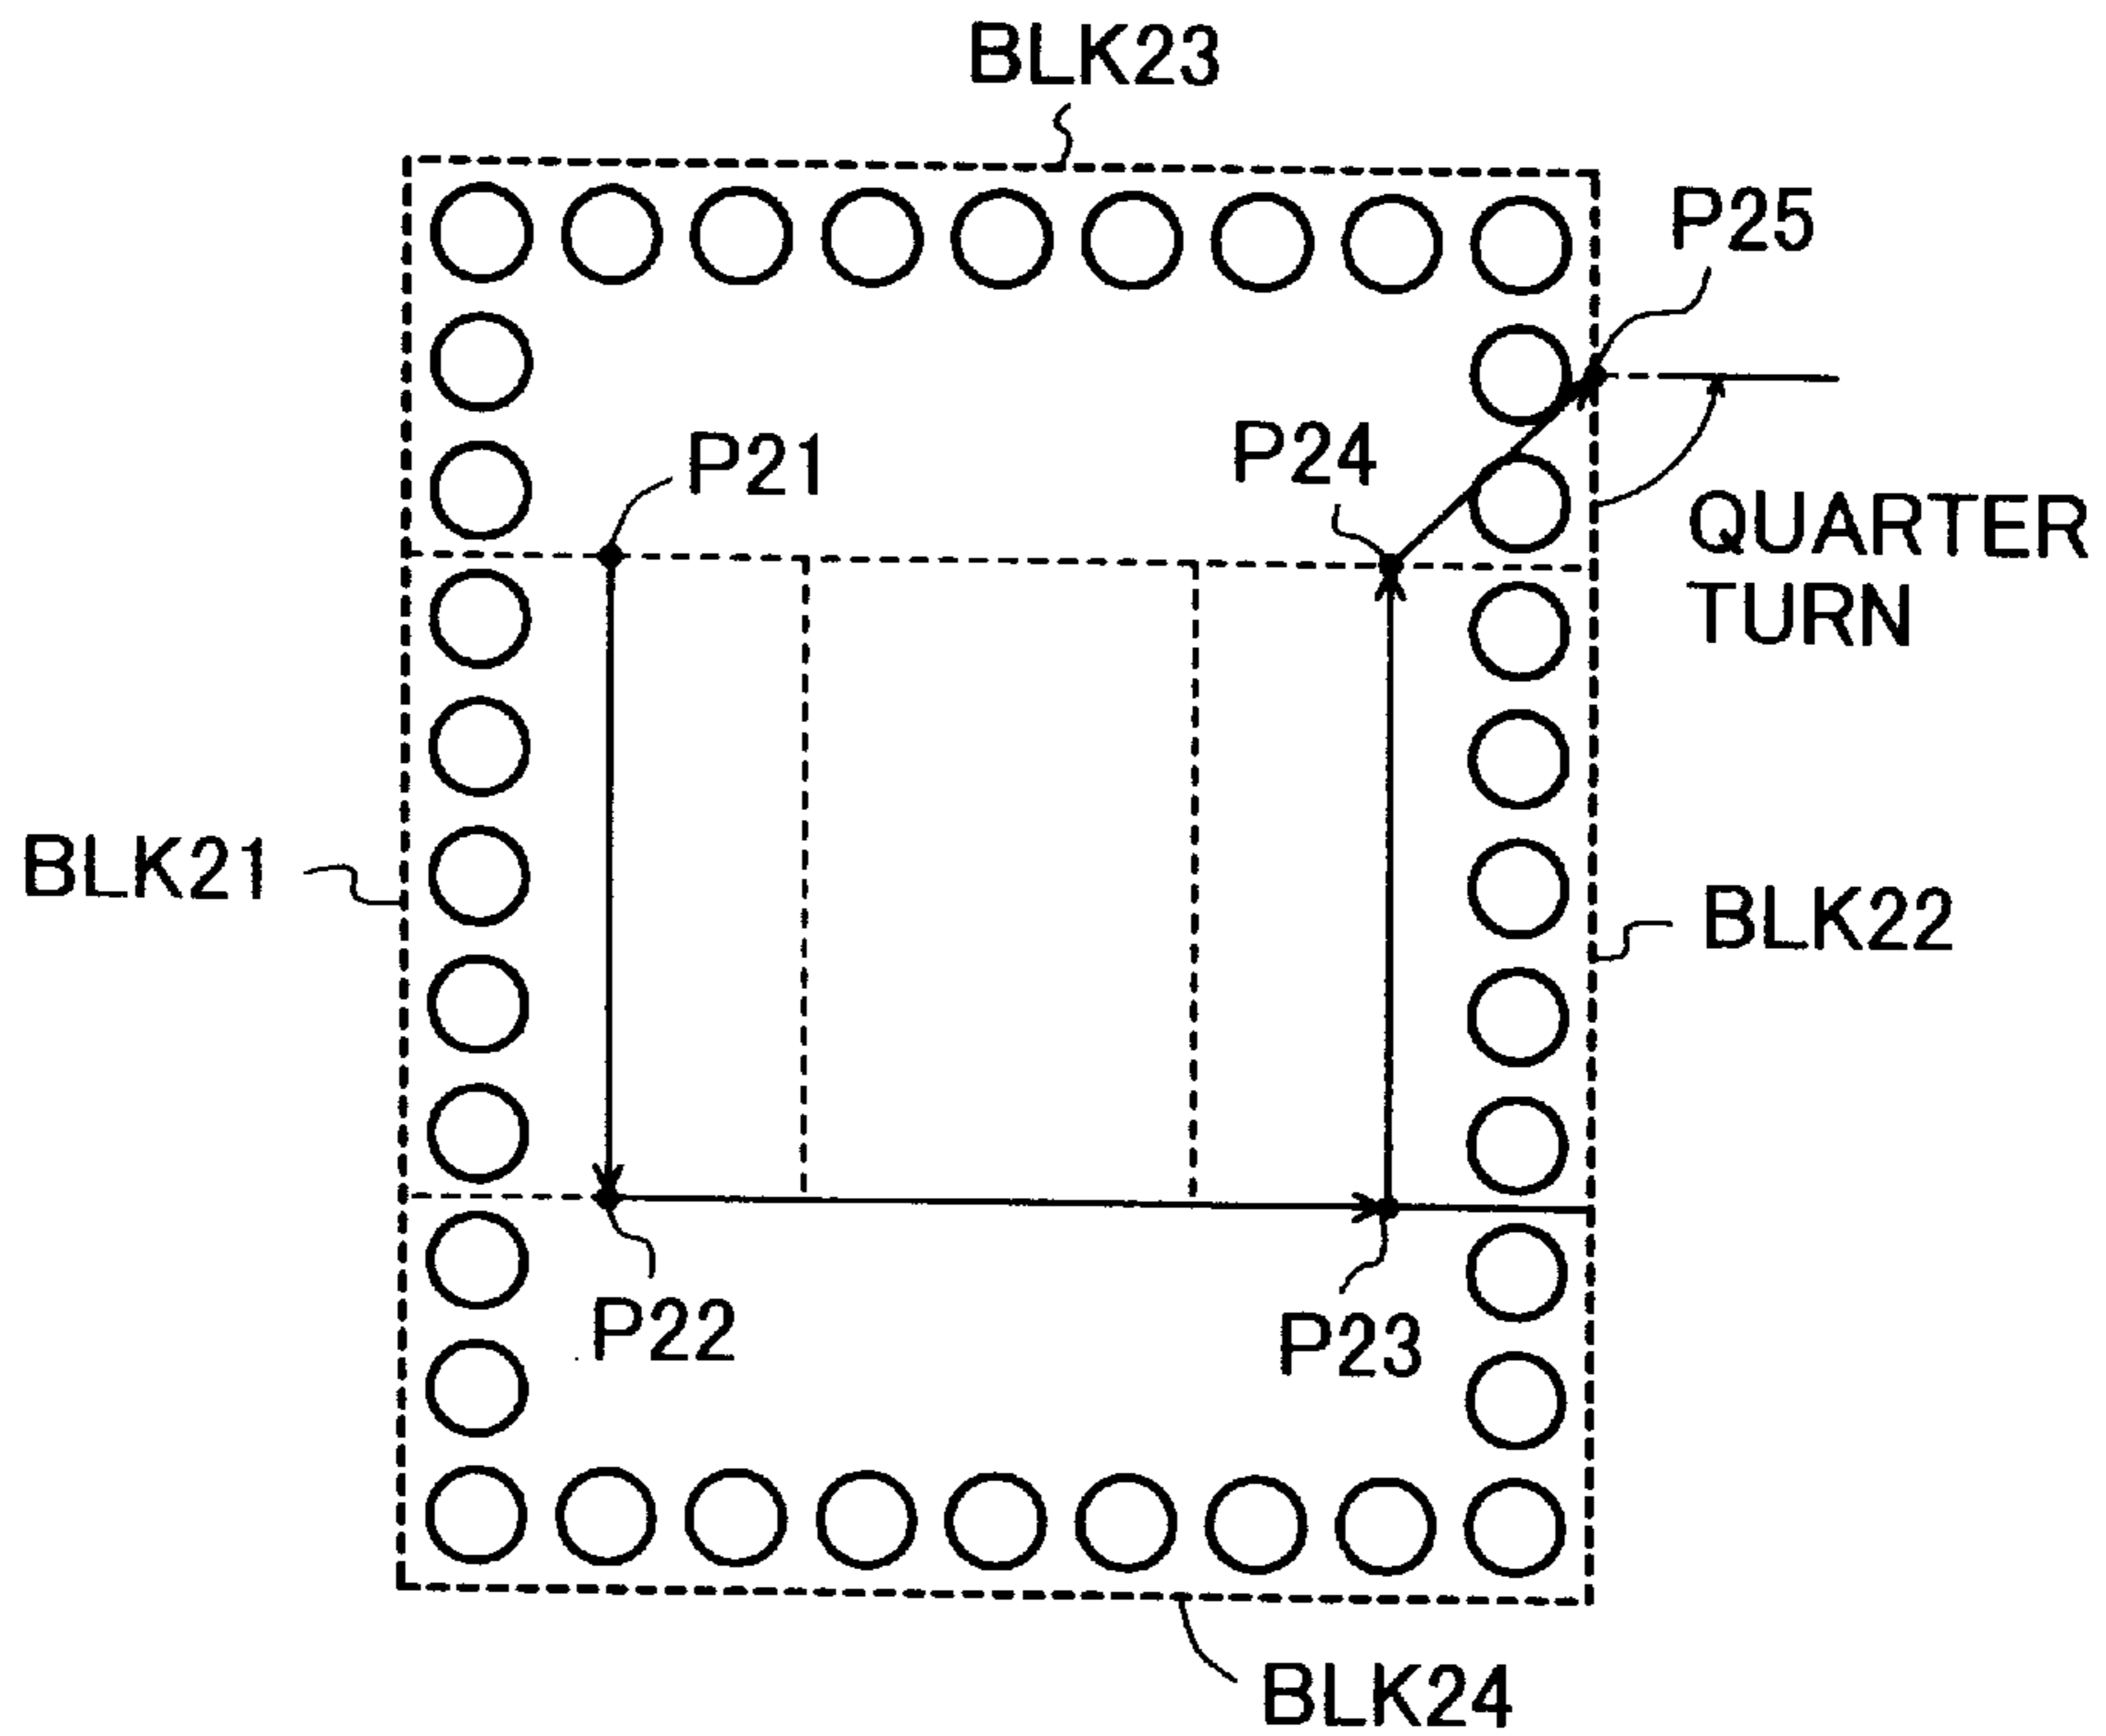 BLK23
P25
P21
P24
QUARTER
TURN
BLK21
BLK22
P22
P23
BLK24